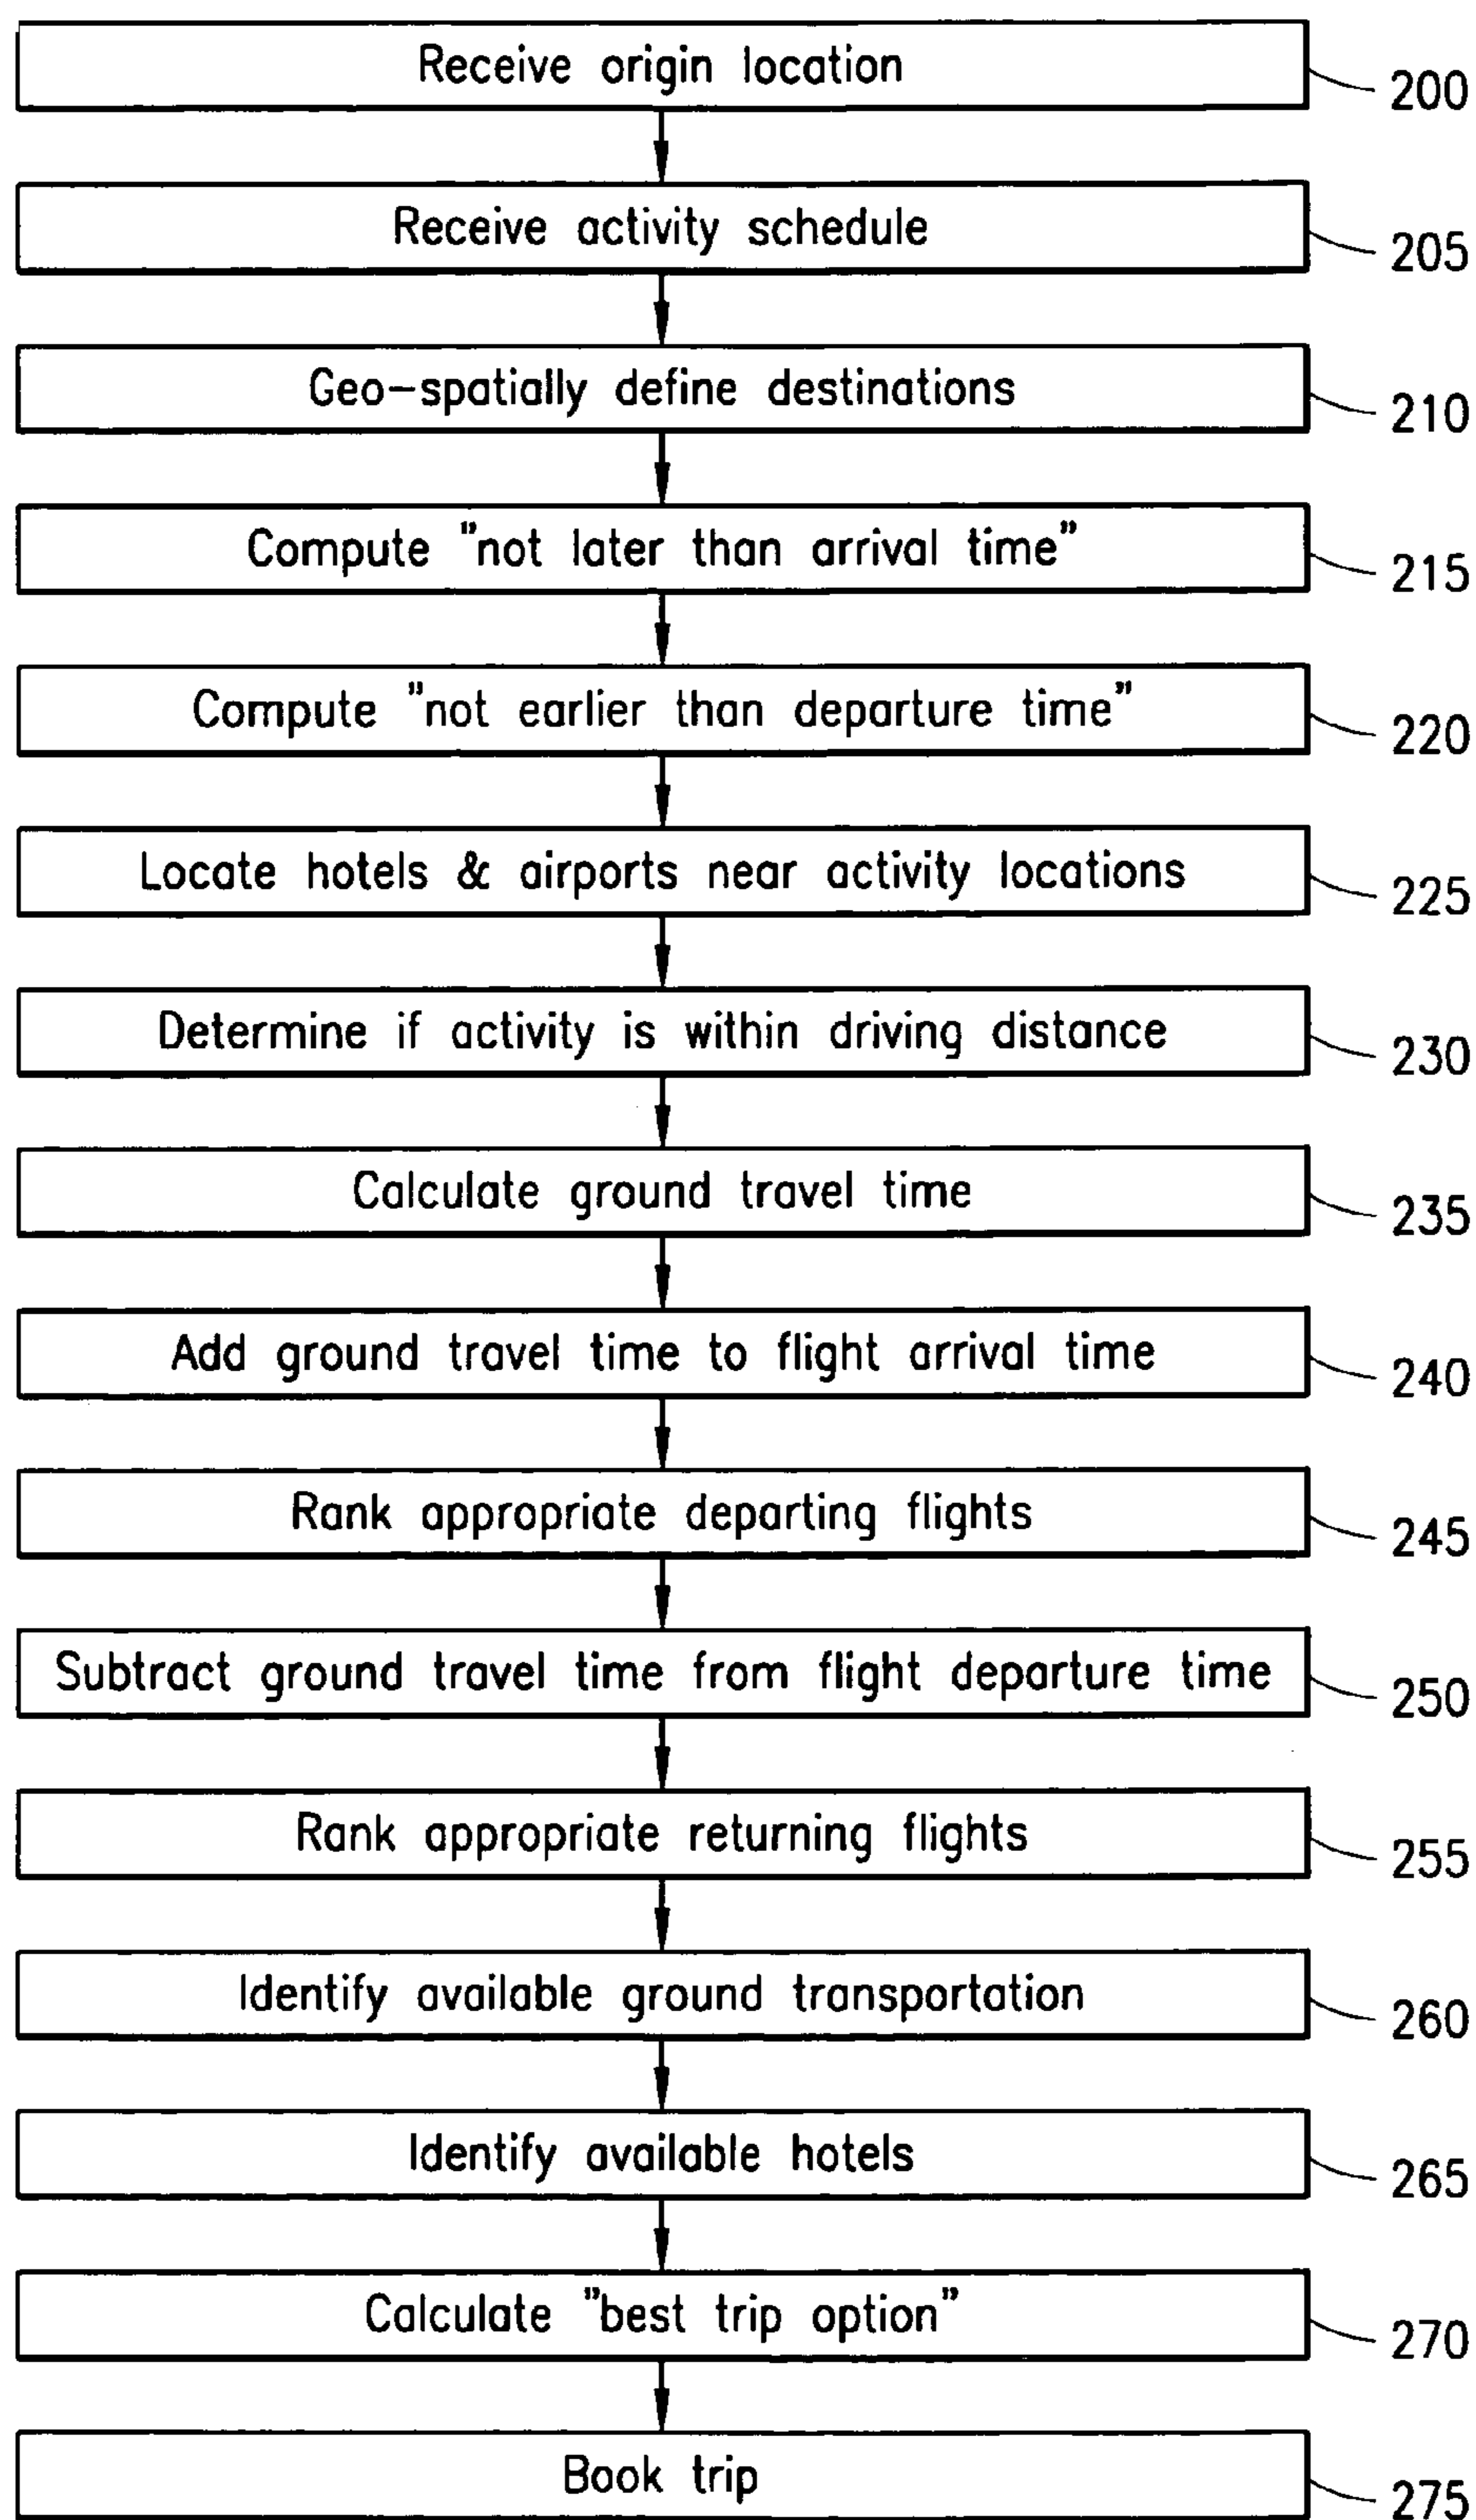 Receive origin location
200
Receive activity schedule
205
Geo-spatially define destinations
210
Compute "not later than arrival time"
215
Compute "not earlier than departure time"
220
Locate hotels & airports near activity locations
225
Determine if activity is within driving distance
230
Calculate ground travel time
235
Add ground travel time to flight arrival time
240
Rank appropriate departing flights
245
Subtract ground travel time from flight departure time
250
Rank appropriate returning flights
255
Identify available ground transportation
260
Identify available hotels
265
Calculate "best trip option"
270
Book trip
275